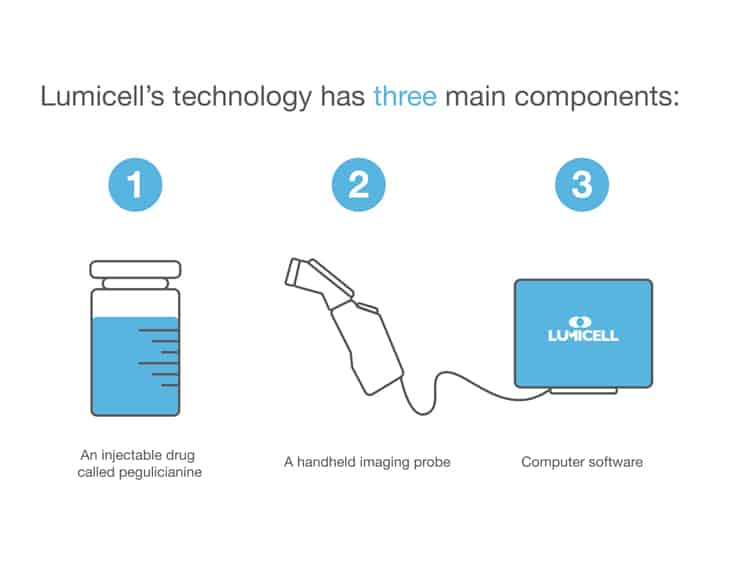 Lumicell’s technology has three main components:
1
2
3
LUMICELL
An injectable drug
called pegulicianine
A handheld imaging probe
Computer software